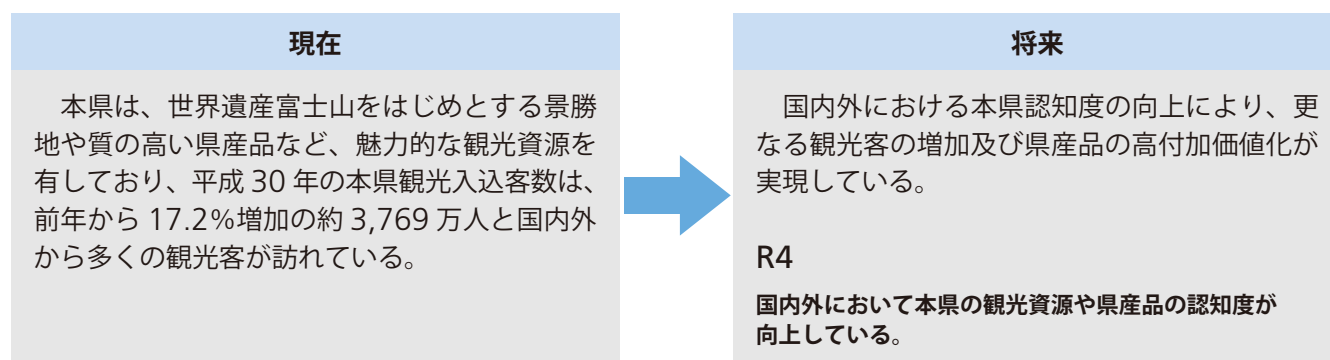 現在
本県は、世界遺産富士山をはじめとする景勝
地や質の高い県産品など、魅力的な観光資源を
有しており、平成 30 年の本県観光入込客数は、
前年から 17.2%増加の約 3,769 万人と国内外
から多くの観光客が訪れている。
将来
国内外における本県認知度の向上により、更
なる観光客の増加及び県産品の高付加価値化が
実現している。
R4
国内外において本県の観光資源や県産品の認知度が
向上している。